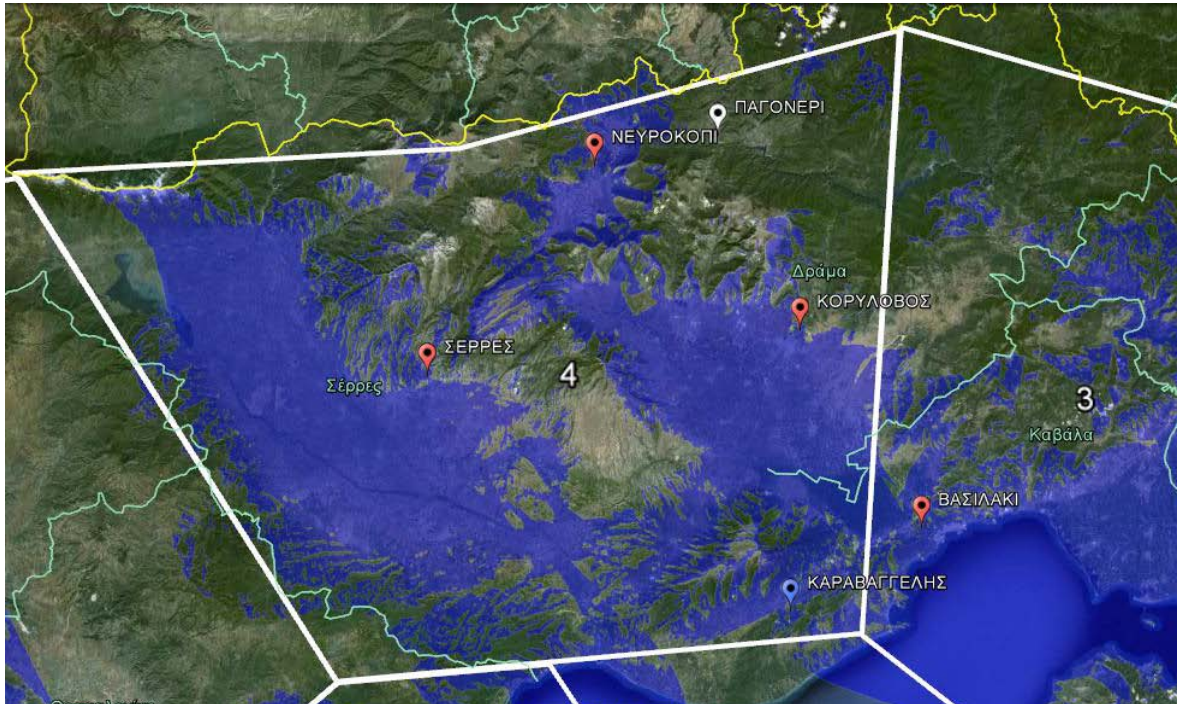 ΠΑΓΟΝΕΡΙ
ΝΕΥΡΟΚΟΠΙ
Δράμα
ΚΟΡΥΛΟΒΟΣ
ΣΕΡΡΕΣ
Σέρρες
4
3
Καβάλα
ΒΑΣΙΛΑΚΙ
ΚΑΡΑΒΑΓΓΕΛΗΣ